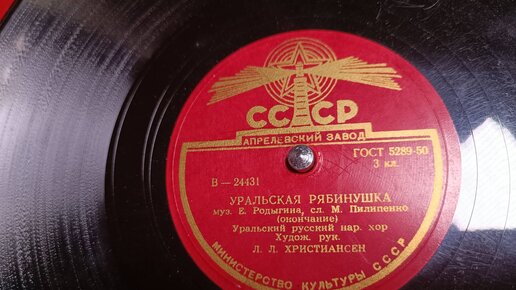 СССР
АПРЕЛЕВСКИЙ ЗАВОД
ГОСТ 5289-50
3 кл.
В — 24431
УРАЛЬСКАЯ РЯБИНУШКА
муз. Е. Родыгина, сл. М. Пилипенко
(окончание)
Уральский русский нар. хор
Худож. рук.
Л. Л. ХРИСТИАНСЕН
МИНИСТЕРСТВО КУЛЬТУРЫ СССР